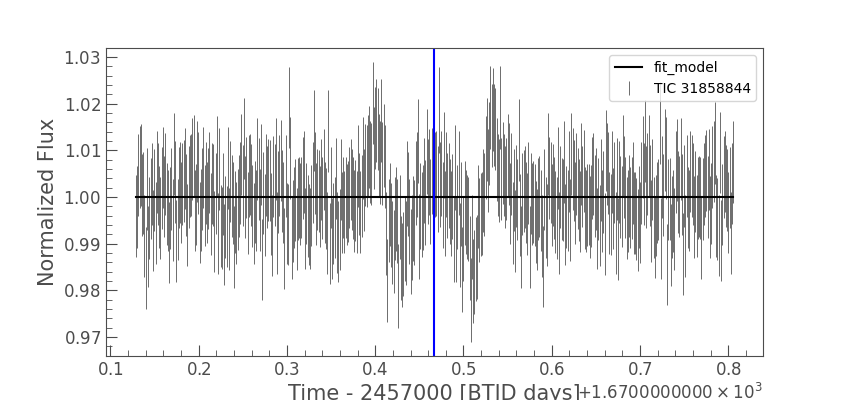 1.03
1.02
1.01
1.00
0.99
0.98
0.97
Normalized Flux
fit_model
TIC 31858844
0.1 0.2 0.3 0.4 0.5 0.6 0.7 0.8
Time - 2457000 [BTJD days]
+1.6700000000 × 10³